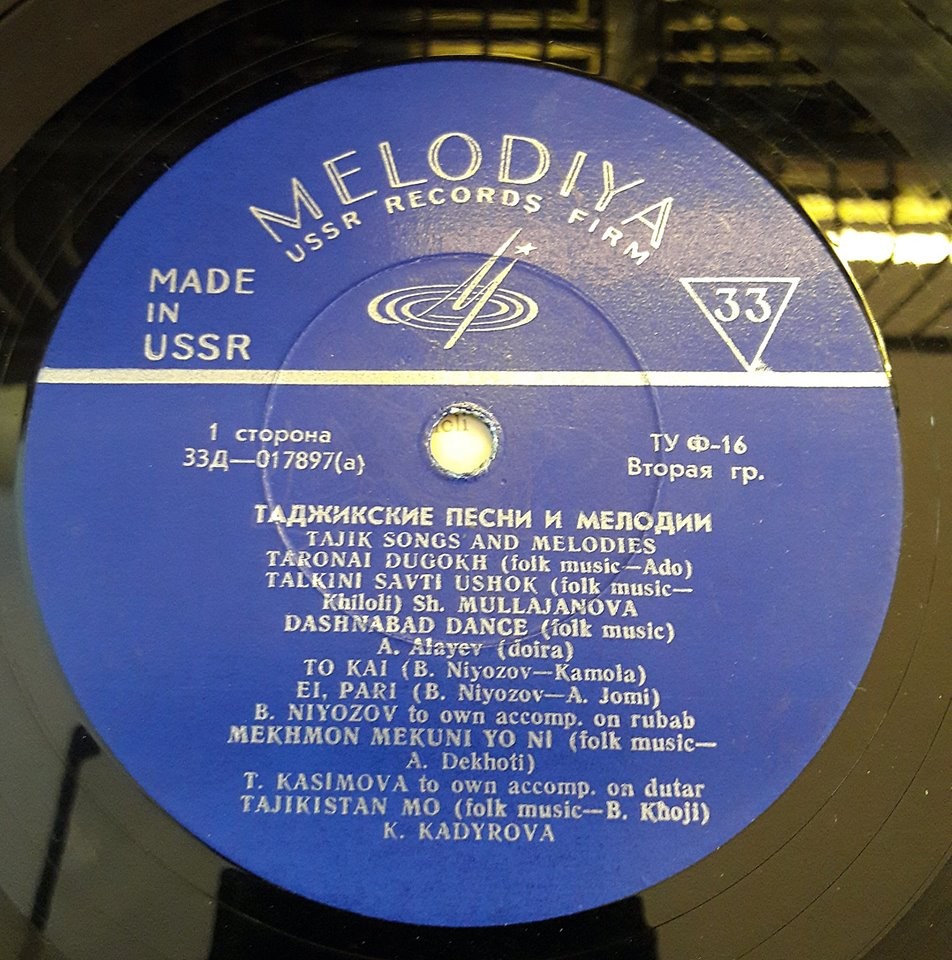 MELODIYA
USSR RECORDS FIRM
MADE
IN
USSR
33
1 сторона
33Д—017897(а)
ТУ Ф-16
Вторая гр.
ТАДЖИКСКИЕ ПЕСНИ И МЕЛОДИИ
TAJIK SONGS AND MELODIES
TARONAI DUGOKH (folk music—Ado)
TALKINI SAVTI USHOK (folk music—
Khiloli) Sh. MULLAJANOVA
DASHNABAD DANCE (folk music)
A. Alayev (doira)
TO KAI (B. Niyozov—Kamola)
EI, PARI (B. Niyozov—A. Jomi)
B. NIYOZOV to own accomp. on rubab
MEKHMON MEKUNI YO NI (folk music—
A. Dekhoti)
T. KASIMOVA to own accomp. on dutar
TAJIKISTAN MO (folk music—B. Khoji)
K. KADYROVA